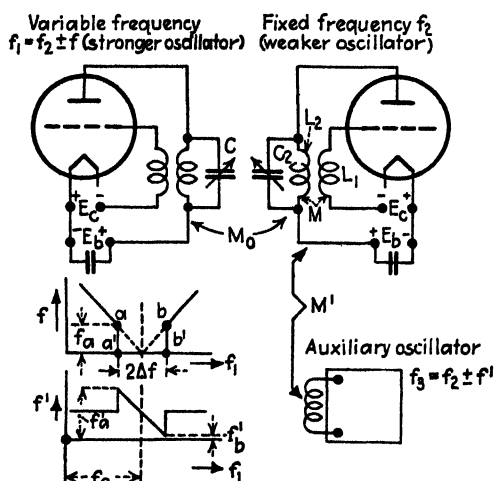 Variable frequency
f₁=f₂±f (stronger oscillator)
Fixed frequency f₂
(weaker oscillator)
C
C₂
L₂
L₁
M
+ Ec -
- Eb +
M₀
+ Ec -
+ Eb -
M'
f
fa
a
a'
b
b'
2Δf
f₁
Auxiliary oscillator
f₃=f₂±f'
f'
f'a
f'b
f₁